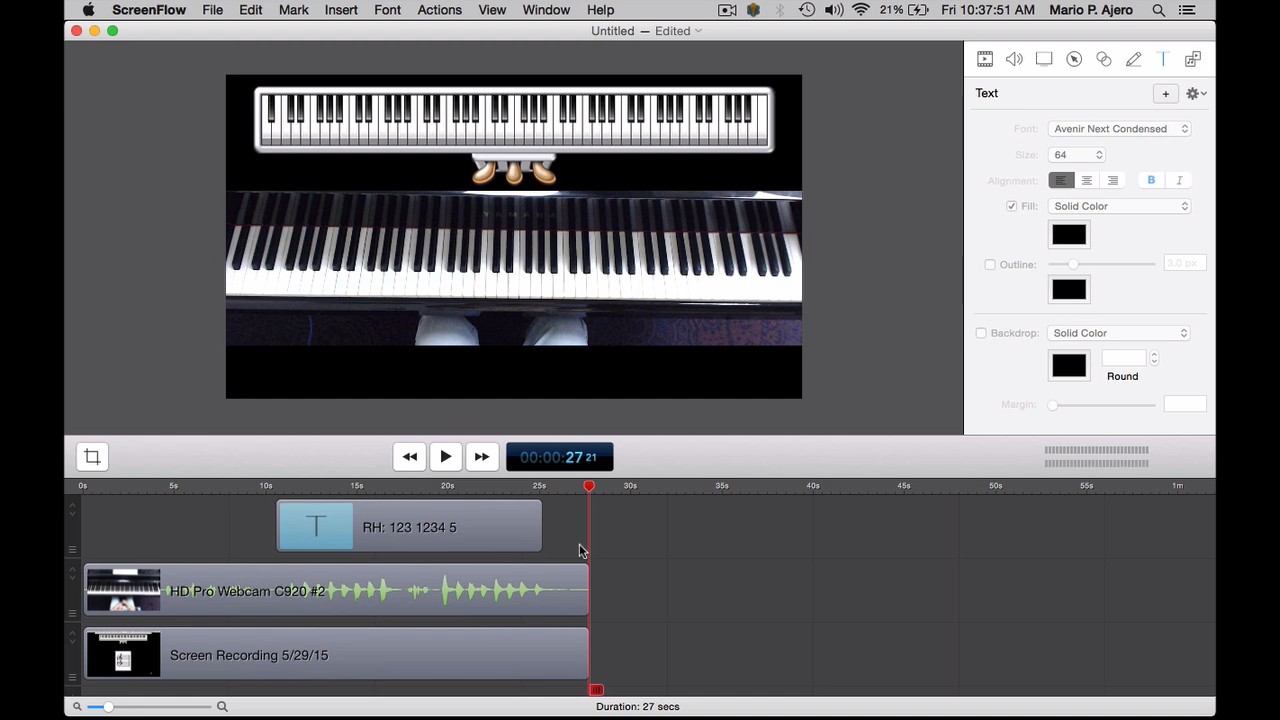 ScreenFlow File Edit Mark Insert Font Actions View Window Help 21% Fri 10:37:51 AM Mario P. Ajero
Untitled — Edited
Text
Font: Avenir Next Condensed
Size: 64
Alignment: B I
Fill: Solid Color
Outline: 3.0 px
Backdrop: Solid Color
Round
Margin:
00:00:27 21
0s 5s 10s 15s 20s 25s 30s 35s 40s 45s 50s 55s 1m
T RH: 123 1234 5
HD Pro Webcam C920 #2
Screen Recording 5/29/15
Duration: 27 secs